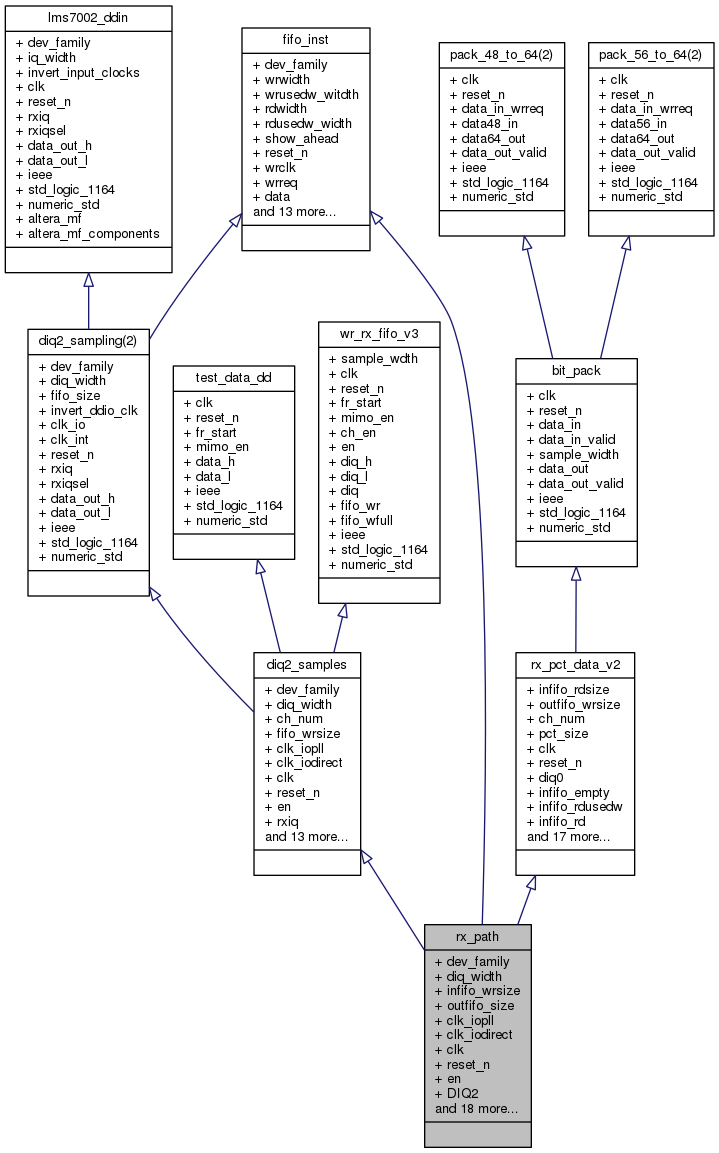 lms7002_ddin
+ dev_family
+ iq_width
+ invert_input_clocks
+ clk
+ reset_n
+ rxiq
+ rxiqsel
+ data_out_h
+ data_out_l
+ ieee
+ std_logic_1164
+ numeric_std
+ altera_mf
+ altera_mf_components
fifo_inst
+ dev_family
+ wrwidth
+ wrusedw_witdth
+ rdwidth
+ rdusedw_width
+ show_ahead
+ reset_n
+ wrclk
+ wrreq
+ data
and 13 more...
pack_48_to_64(2)
+ clk
+ reset_n
+ data_in_wrreq
+ data48_in
+ data64_out
+ data_out_valid
+ ieee
+ std_logic_1164
+ numeric_std
pack_56_to_64(2)
+ clk
+ reset_n
+ data_in_wrreq
+ data56_in
+ data64_out
+ data_out_valid
+ ieee
+ std_logic_1164
+ numeric_std
diq2_sampling(2)
+ dev_family
+ diq_width
+ fifo_size
+ invert_ddio_clk
+ clk_io
+ clk_int
+ reset_n
+ rxiq
+ rxiqsel
+ data_out_h
+ data_out_l
+ ieee
+ std_logic_1164
+ numeric_std
test_data_dd
+ clk
+ reset_n
+ fr_start
+ mimo_en
+ data_h
+ data_l
+ ieee
+ std_logic_1164
+ numeric_std
wr_rx_fifo_v3
+ sample_wdth
+ clk
+ reset_n
+ fr_start
+ mimo_en
+ ch_en
+ en
+ diq_h
+ diq_l
+ diq
+ fifo_wr
+ fifo_wfull
+ ieee
+ std_logic_1164
+ numeric_std
bit_pack
+ clk
+ reset_n
+ data_in
+ data_in_valid
+ sample_width
+ data_out
+ data_out_valid
+ ieee
+ std_logic_1164
+ numeric_std
diq2_samples
+ dev_family
+ diq_width
+ ch_num
+ fifo_wrsize
+ clk_iopll
+ clk_iodirect
+ clk
+ reset_n
+ en
+ rxiq
and 13 more...
rx_pct_data_v2
+ infifo_rdsize
+ outfifo_wrsize
+ ch_num
+ pct_size
+ clk
+ reset_n
+ diq0
+ infifo_empty
+ infifo_rdusedw
+ infifo_rd
and 17 more...
rx_path
+ dev_family
+ diq_width
+ infifo_wrsize
+ outfifo_size
+ clk_iopll
+ clk_iodirect
+ clk
+ reset_n
+ en
+ DIQ2
and 18 more...